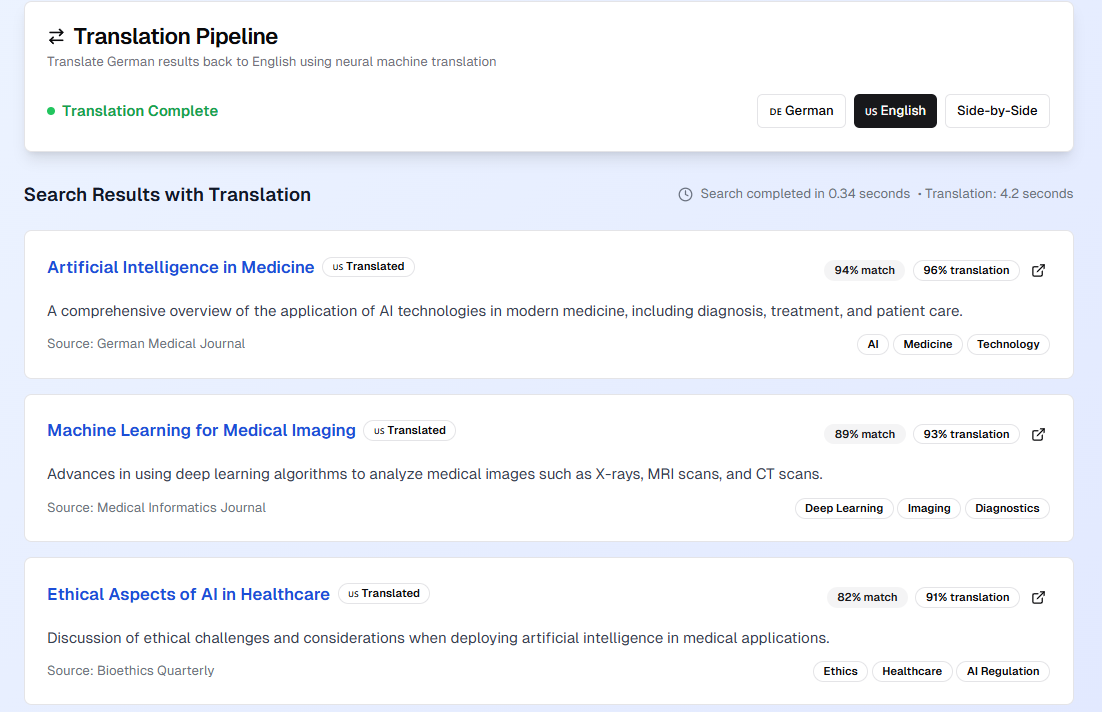 Translation Pipeline
Translate German results back to English using neural machine translation
Translation Complete
DE German US English Side-by-Side
Search Results with Translation Search completed in 0.34 seconds • Translation: 4.2 seconds
Artificial Intelligence in Medicine US Translated 94% match 96% translation
A comprehensive overview of the application of AI technologies in modern medicine, including diagnosis, treatment, and patient care.
Source: German Medical Journal AI Medicine Technology
Machine Learning for Medical Imaging US Translated 89% match 93% translation
Advances in using deep learning algorithms to analyze medical images such as X-rays, MRI scans, and CT scans.
Source: Medical Informatics Journal Deep Learning Imaging Diagnostics
Ethical Aspects of AI in Healthcare US Translated 82% match 91% translation
Discussion of ethical challenges and considerations when deploying artificial intelligence in medical applications.
Source: Bioethics Quarterly Ethics Healthcare AI Regulation